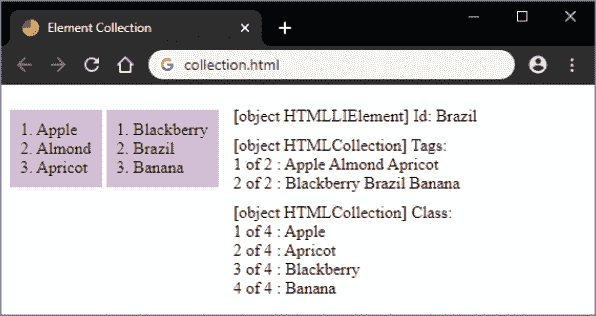 Element Collection
collection.html
1. Apple
2. Almond
3. Apricot
1. Blackberry
2. Brazil
3. Banana
[object HTMLLIElement] Id: Brazil
[object HTMLCollection] Tags:
1 of 2 : Apple Almond Apricot
2 of 2 : Blackberry Brazil Banana
[object HTMLCollection] Class:
1 of 4 : Apple
2 of 4 : Apricot
3 of 4 : Blackberry
4 of 4 : Banana